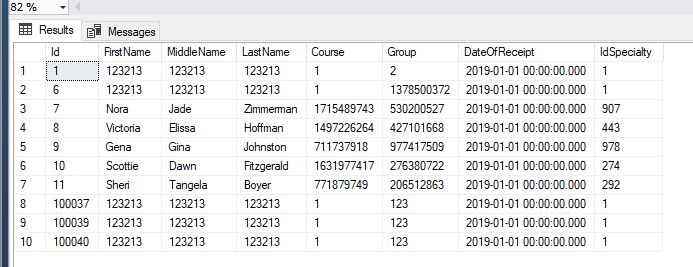 82 %
Results Messages
Id FirstName MiddleName LastName Course Group DateOfReceipt IdSpecialty
1 1 123213 123213 123213 1 2 2019-01-01 00:00:00.000 1
2 6 123213 123213 123213 1 1378500372 2019-01-01 00:00:00.000 1
3 7 Nora Jade Zimmerman 1715489743 530200527 2019-01-01 00:00:00.000 907
4 8 Victoria Elissa Hoffman 1497226264 427101668 2019-01-01 00:00:00.000 443
5 9 Gena Gina Johnston 711737918 977417509 2019-01-01 00:00:00.000 978
6 10 Scottie Dawn Fitzgerald 1631977417 276380722 2019-01-01 00:00:00.000 274
7 11 Sheri Tangela Boyer 771879749 206512863 2019-01-01 00:00:00.000 292
8 100037 123213 123213 123213 1 123 2019-01-01 00:00:00.000 1
9 100039 123213 123213 123213 1 123 2019-01-01 00:00:00.000 1
10 100040 123213 123213 123213 1 123 2019-01-01 00:00:00.000 1